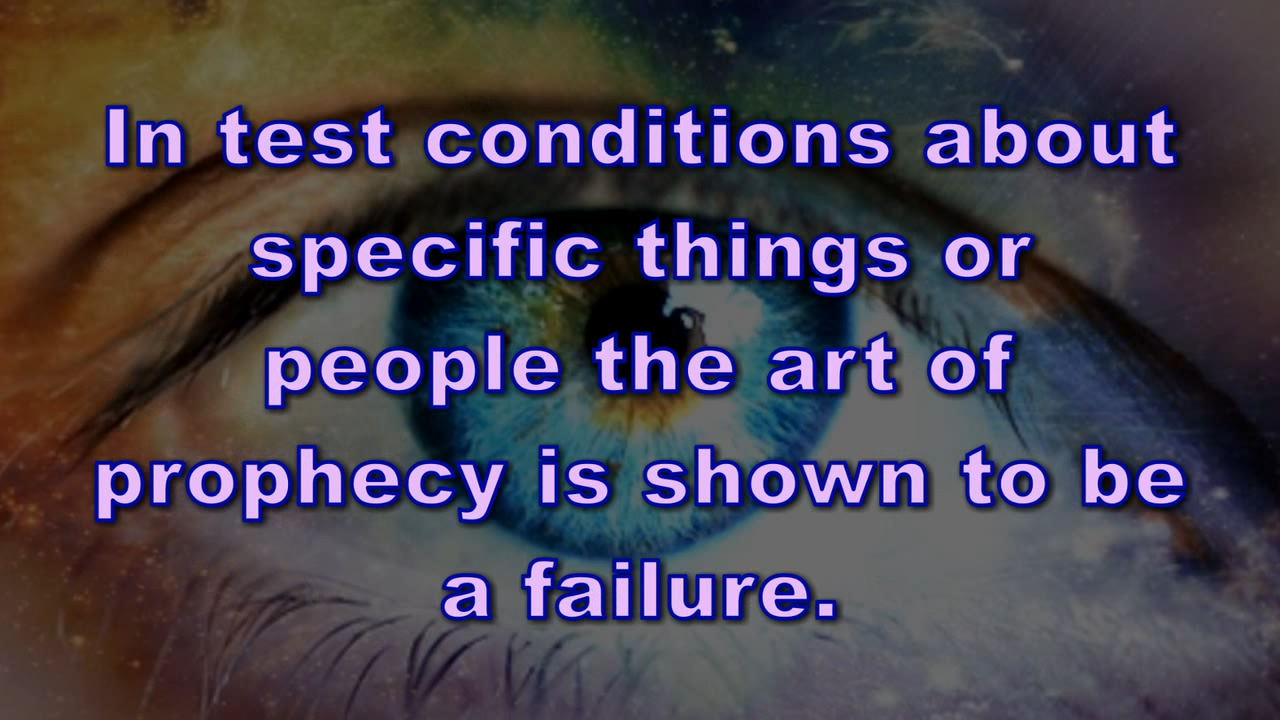 In test conditions about
specific things or
people the art of
prophecy is shown to be
a failure.